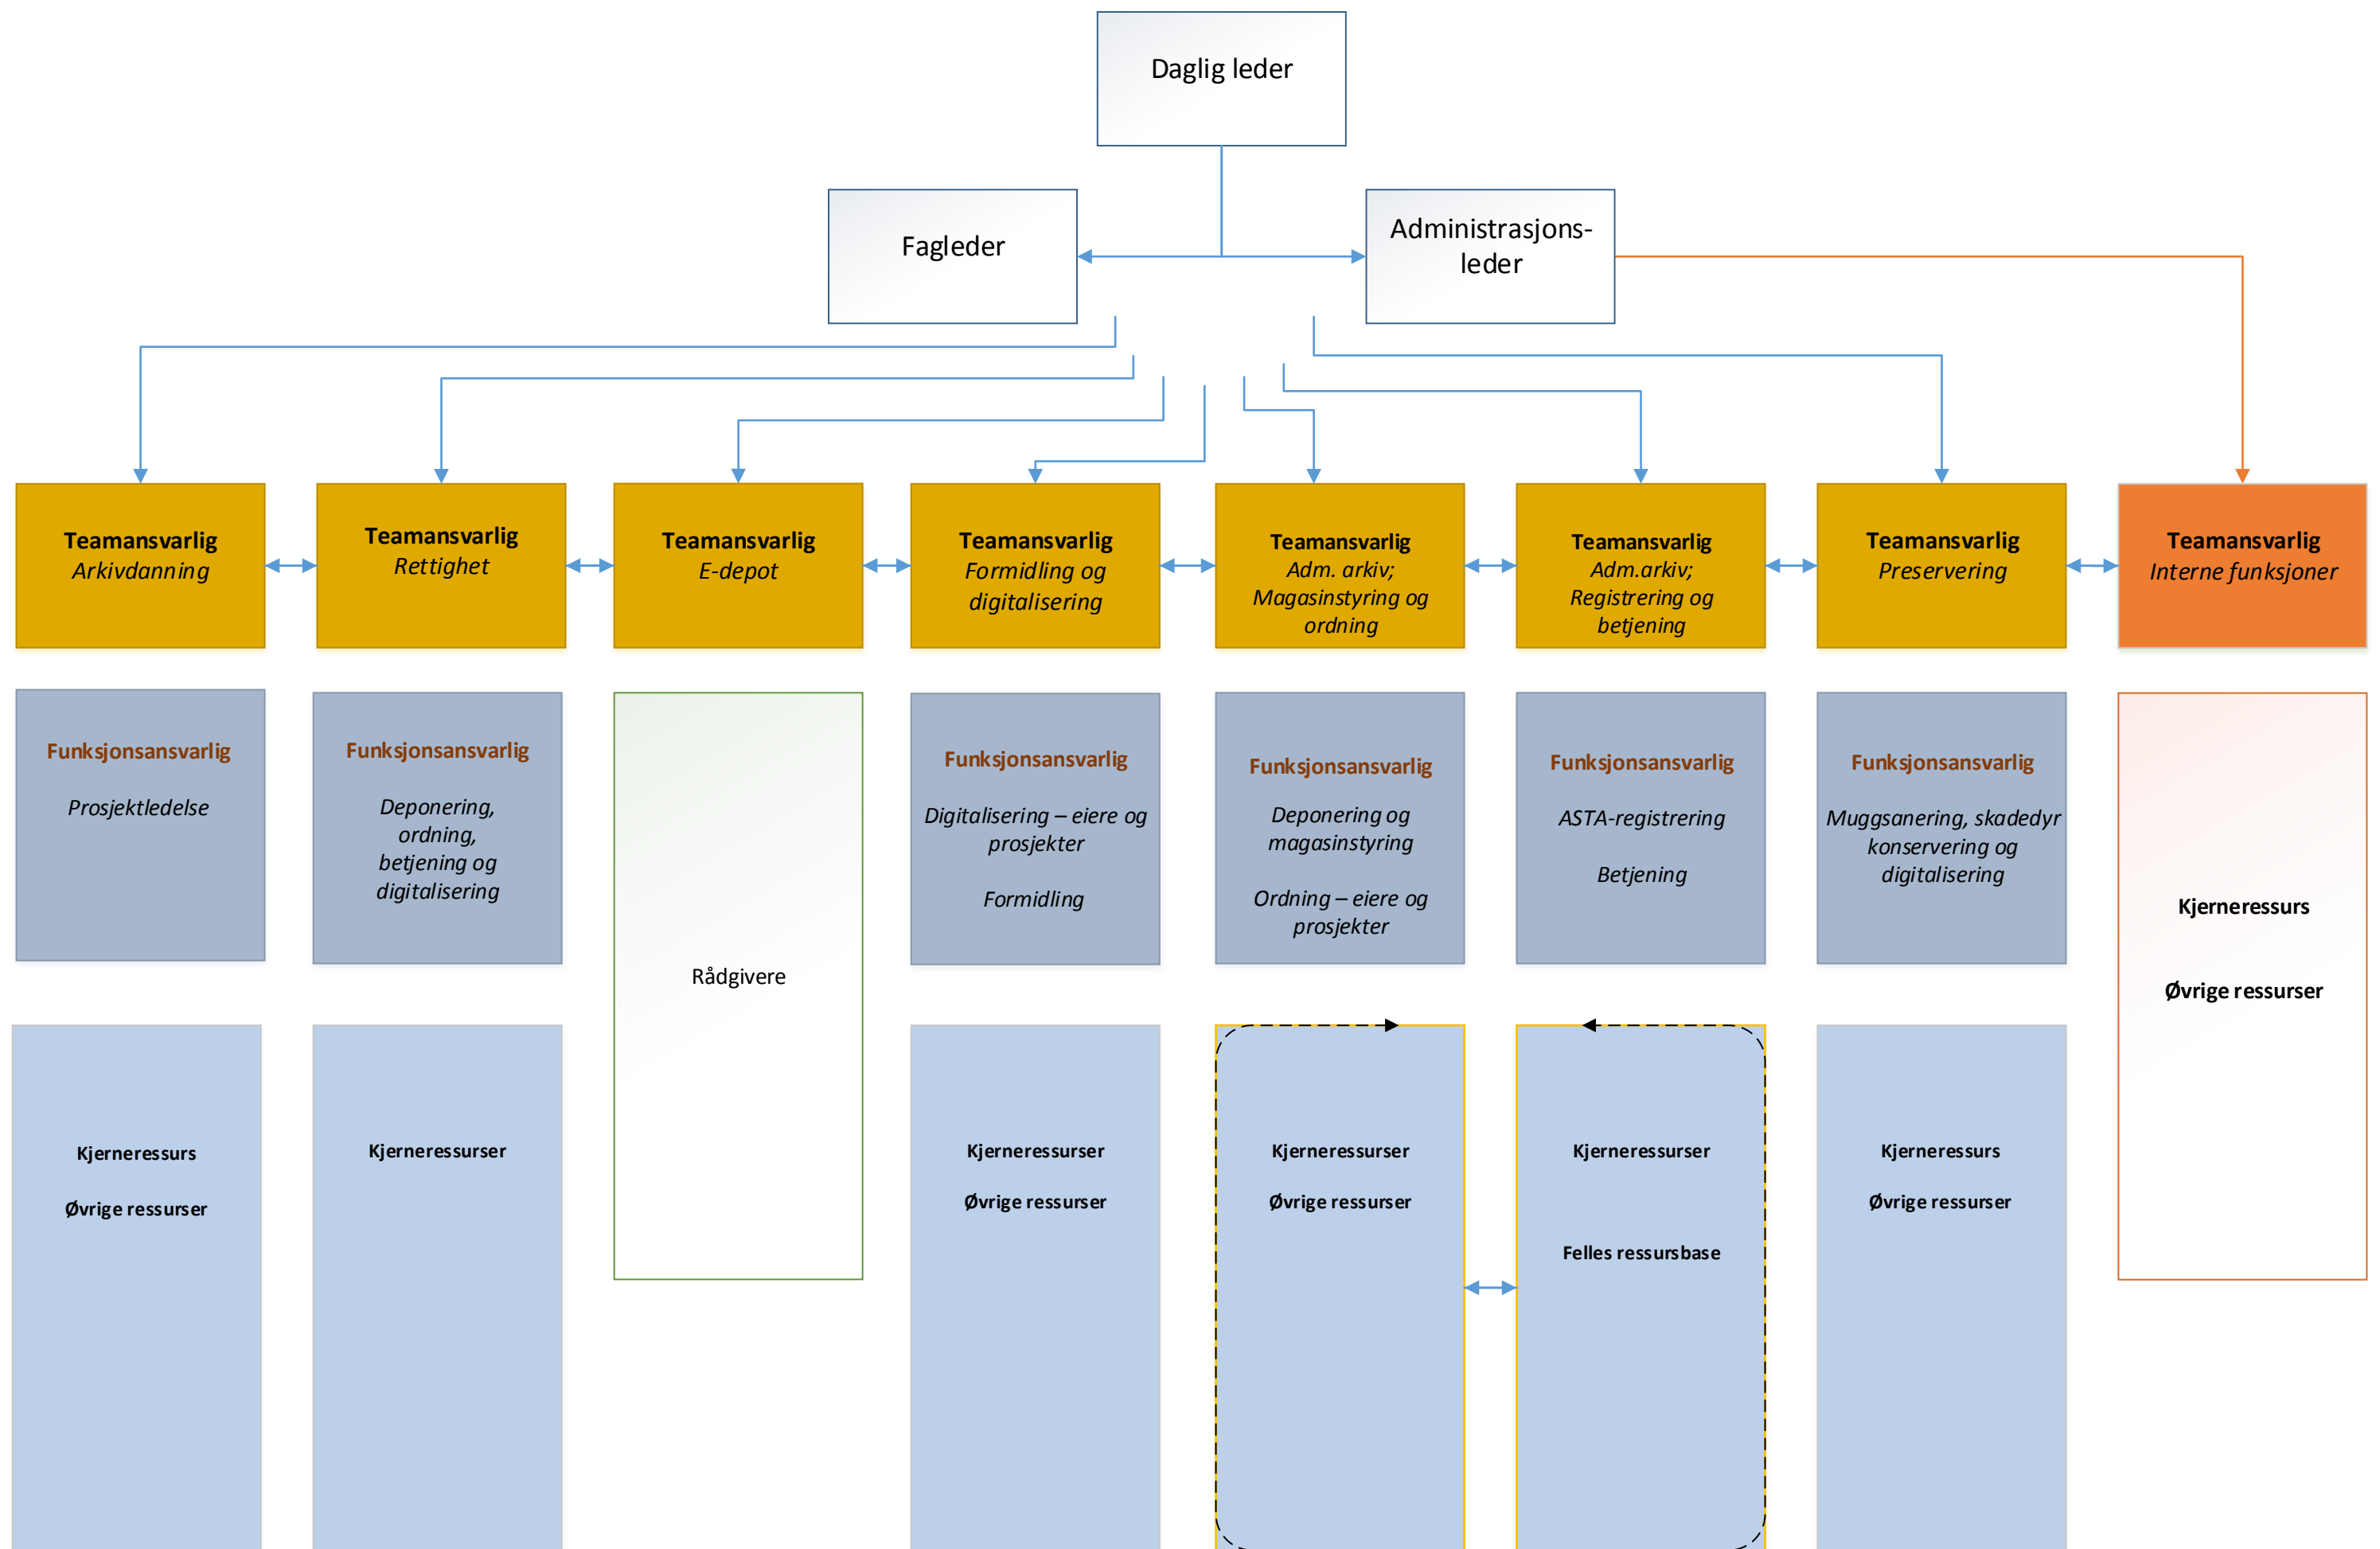 Daglig leder
Fagleder
Administrasjons-
leder
Teamansvarlig
Arkivdanning
Teamansvarlig
Rettighet
Teamansvarlig
E-depot
Teamansvarlig
Formidling og
digitalisering
Teamansvarlig
Adm. arkiv;
Magasinstyring og
ordning
Teamansvarlig
Adm.arkiv;
Registrering og
betjening
Teamansvarlig
Preservering
Teamansvarlig
Interne funksjoner
Funksjonsansvarlig
Prosjektledelse
Funksjonsansvarlig
Deponering,
ordning,
betjening og
digitalisering
Rådgivere
Funksjonsansvarlig
Digitalisering – eiere og
prosjekter
Formidling
Funksjonsansvarlig
Deponering og
magasinstyring
Ordning – eiere og
prosjekter
Funksjonsansvarlig
ASTA-registrering
Betjening
Funksjonsansvarlig
Muggsanering, skadedyr
konservering og
digitalisering
Kjerneressurs
Øvrige ressurser
Kjerneressurs
Øvrige ressurser
Kjerneressurser
Kjerneressurser
Øvrige ressurser
Kjerneressurser
Øvrige ressurser
Kjerneressurser
Felles ressursbase
Kjerneressurs
Øvrige ressurser